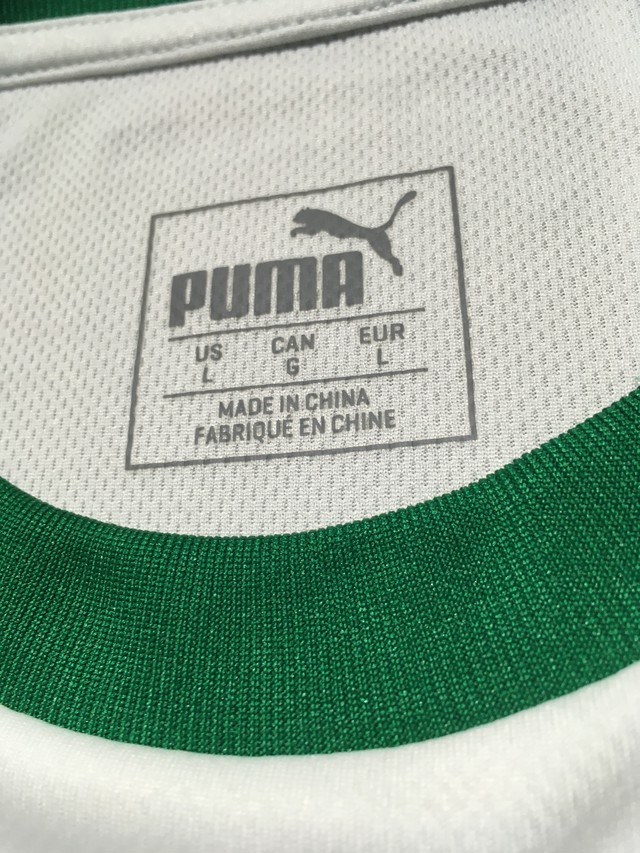 PUMA
US CAN EUR
L G L
MADE IN CHINA
FABRIQUÉ EN CHINE